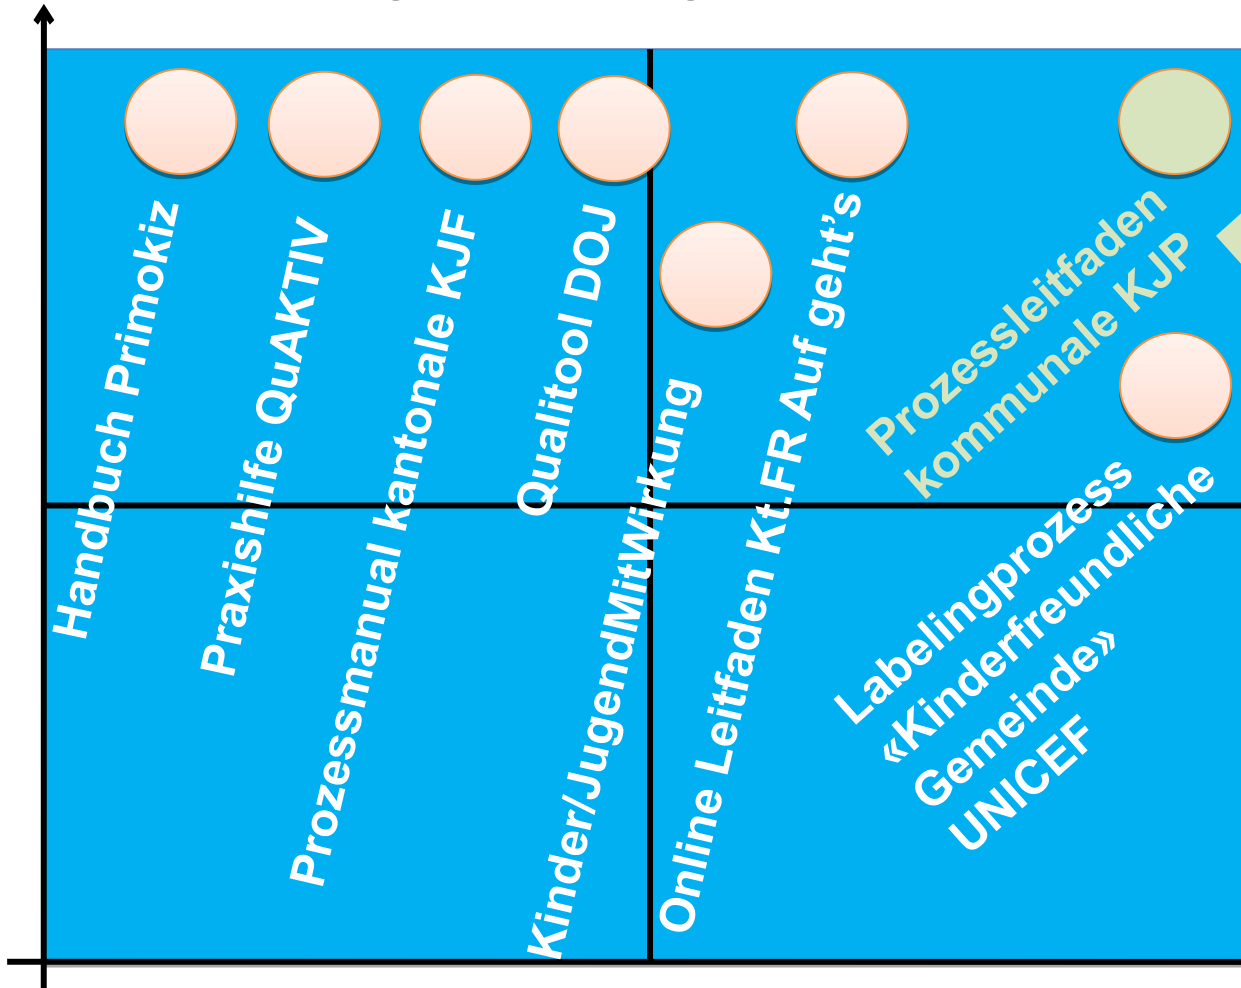 Handbuch Primokiz
Praxishilfe QuAKTIV
Prozessmanual kantonale KJF
Qualitool DOJ
Kinder/JugendMitWirkung
Online Leitfaden Kt.FR Auf geht's
Prozessleitfaden
kommunale KJP
Labelingprozess
«Kinderfreundliche
Gemeinde»
UNICEF